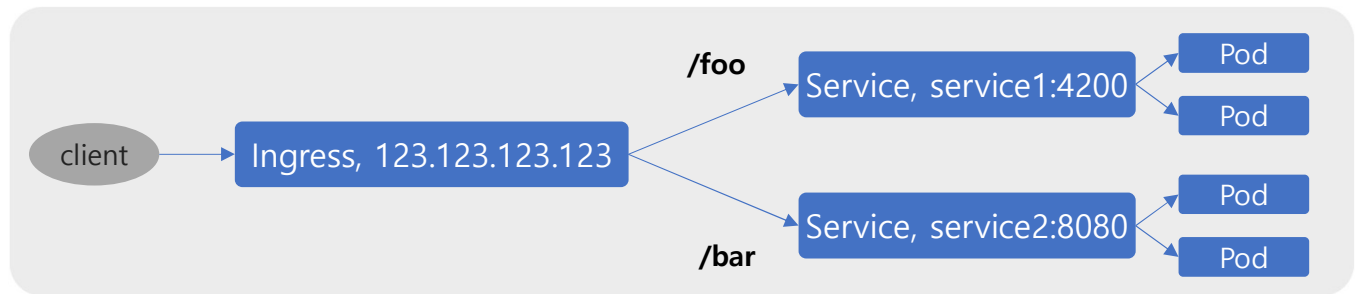 client
Ingress, 123.123.123.123
/foo
Service, service1:4200
Pod
Pod
/bar
Service, service2:8080
Pod
Pod